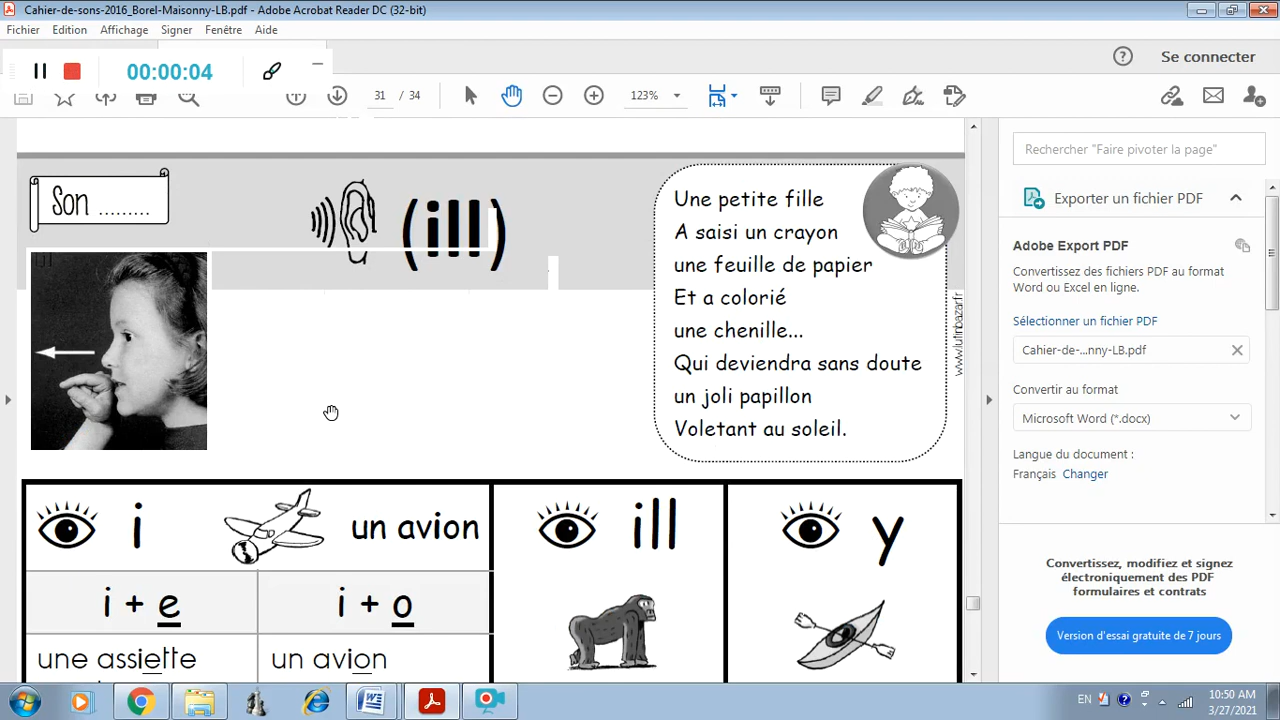 Cahier-de-sons-2016_Borel-Maisonny-LB.pdf - Adobe Acrobat Reader DC (32-bit)
Fichier Edition Affichage Signer Fenêtre Aide
00:00:04
Se connecter
31 / 34
123%
Son .........
(ill)
Une petite fille
A saisi un crayon
une feuille de papier
Et a colorié
une chenille...
Qui deviendra sans doute
un joli papillon
Voletant au soleil.
www.lutinbazar.fr
i un avion
ill
y
i + e
i + o
une assiette
un avion
Rechercher "Faire pivoter la page"
Exporter un fichier PDF
Adobe Export PDF
Convertissez des fichiers PDF au format
Word ou Excel en ligne.
Sélectionner un fichier PDF
Cahier-de-...nny-LB.pdf
Convertir au format
Microsoft Word (*.docx)
Langue du document :
Français Changer
Convertissez, modifiez et signez
électroniquement des PDF
formulaires et contrats
Version d'essai gratuite de 7 jours
EN
10:50 AM
3/27/2021